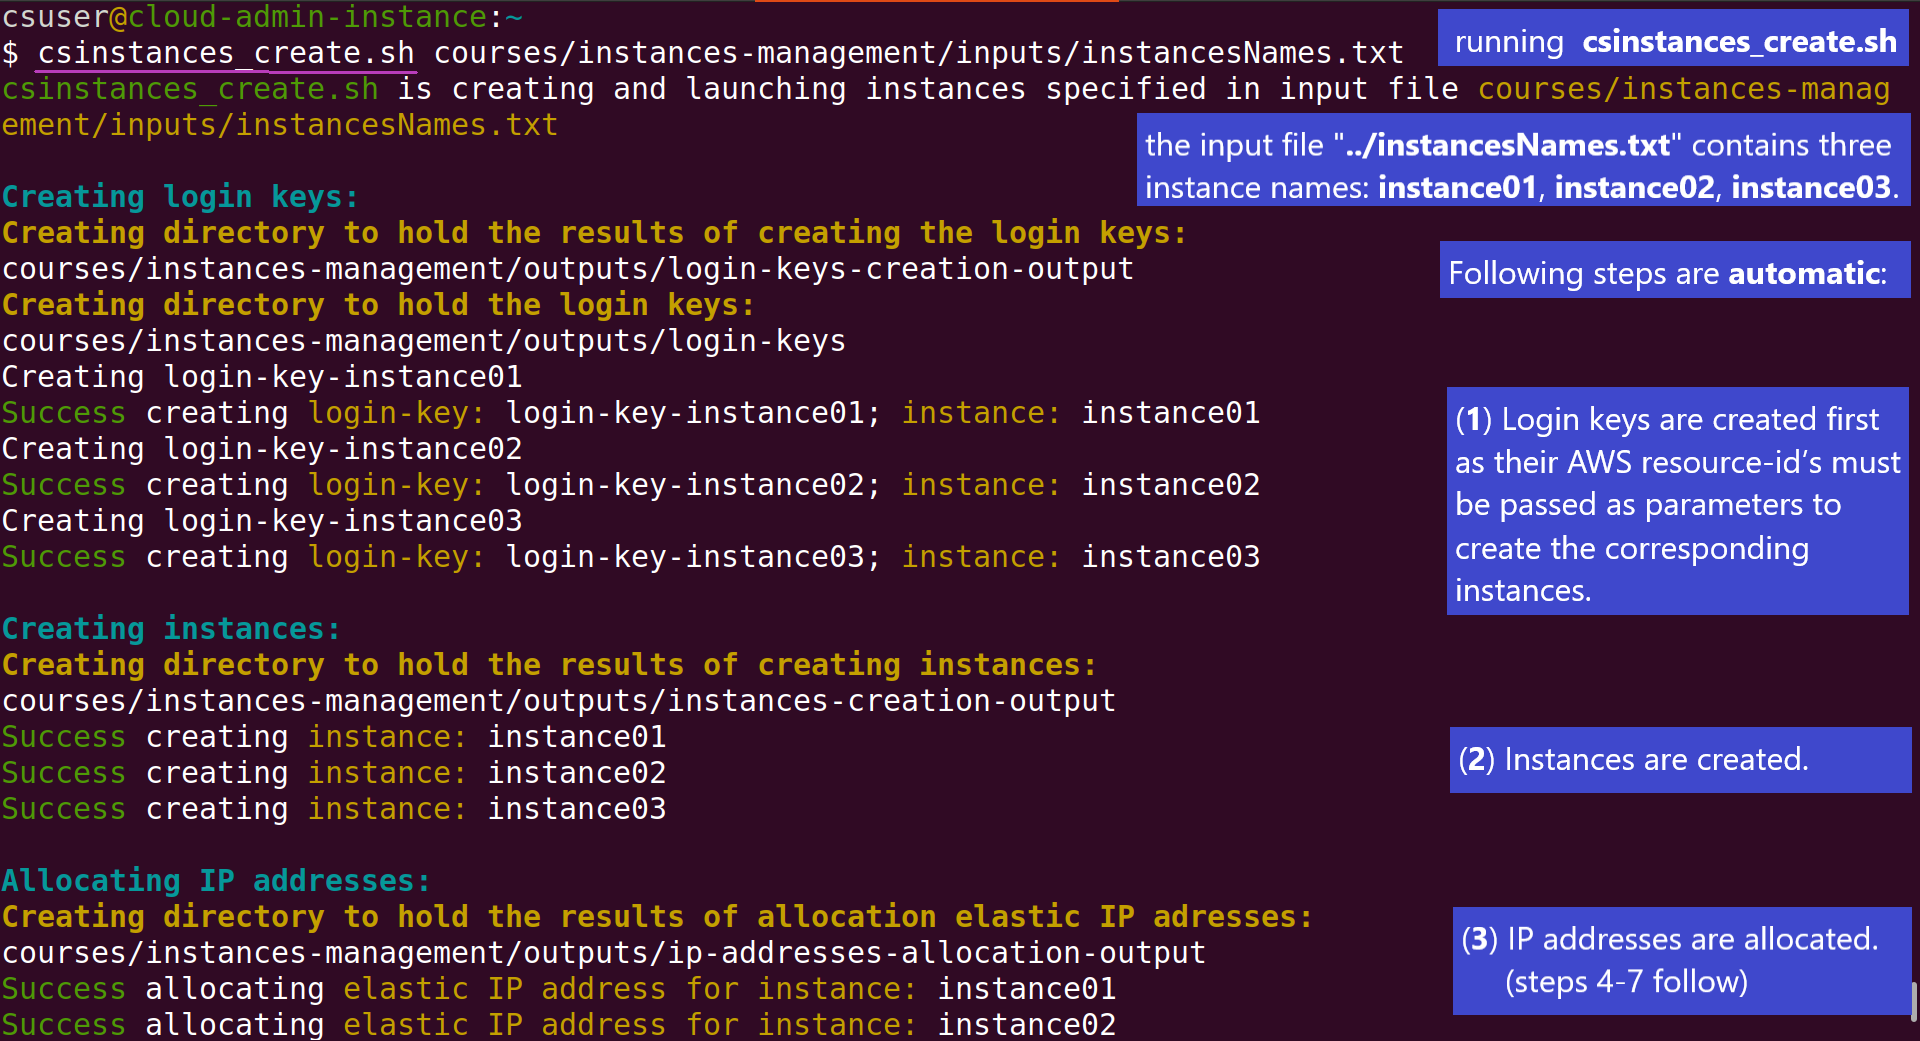 csuser@cloud-admin-instance:~
$ csinstances_create.sh courses/instances-management/inputs/instancesNames.txt
running csinstances_create.sh
csinstances_create.sh is creating and launching instances specified in input file courses/instances-manag
ement/inputs/instancesNames.txt
the input file "../instancesNames.txt" contains three
instance names: instance01, instance02, instance03.
Creating login keys:
Creating directory to hold the results of creating the login keys:
courses/instances-management/outputs/login-keys-creation-output
Following steps are automatic:
Creating directory to hold the login keys:
courses/instances-management/outputs/login-keys
Creating login-key-instance01
Success creating login-key: login-key-instance01; instance: instance01
Creating login-key-instance02
Success creating login-key: login-key-instance02; instance: instance02
Creating login-key-instance03
Success creating login-key: login-key-instance03; instance: instance03
(1) Login keys are created first
as their AWS resource-id’s must
be passed as parameters to
create the corresponding
instances.
Creating instances:
Creating directory to hold the results of creating instances:
courses/instances-management/outputs/instances-creation-output
Success creating instance: instance01
Success creating instance: instance02
Success creating instance: instance03
(2) Instances are created.
Allocating IP addresses:
Creating directory to hold the results of allocation elastic IP adresses:
courses/instances-management/outputs/ip-addresses-allocation-output
Success allocating elastic IP address for instance: instance01
Success allocating elastic IP address for instance: instance02
(3) IP addresses are allocated.
(steps 4-7 follow)